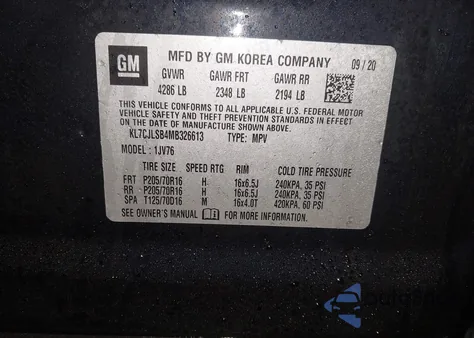 GM MFD BY GM KOREA COMPANY 09 / 20
GVWR GAWR FRT GAWR RR
4286 LB 2348 LB 2194 LB
THIS VEHICLE CONFORMS TO ALL APPLICABLE U.S. FEDERAL MOTOR
VEHICLE SAFETY AND THEFT PREVENTION STANDARDS IN EFFECT
ON THE DATE OF MANUFACTURE SHOWN ABOVE.
KL7CJLSB4MB326613 TYPE: MPV
MODEL: 1JV76
TIRE SIZE SPEED RTG RIM COLD TIRE PRESSURE
FRT P205/70R16 H 16x6.5J 240KPA, 35 PSI
RR P205/70R16 H 16x6.5J 240KPA, 35 PSI
SPA T125/70D16 M 16x4.0T 420KPA, 60 PSI
SEE OWNER'S MANUAL FOR MORE INFORMATION.